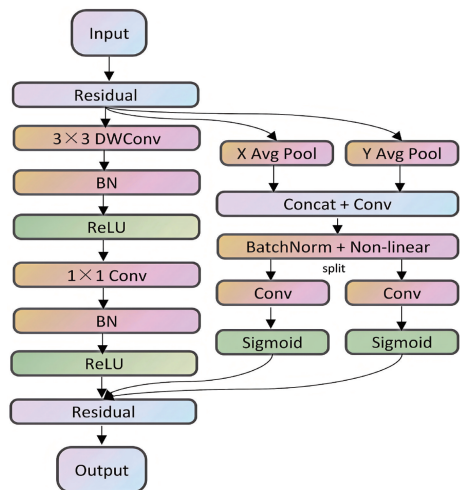 Input
Residual
3×3 DWConv
BN
ReLU
1×1 Conv
BN
ReLU
Residual
Output
X Avg Pool
Y Avg Pool
Concat + Conv
BatchNorm + Non-linear
split
Conv
Conv
Sigmoid
Sigmoid